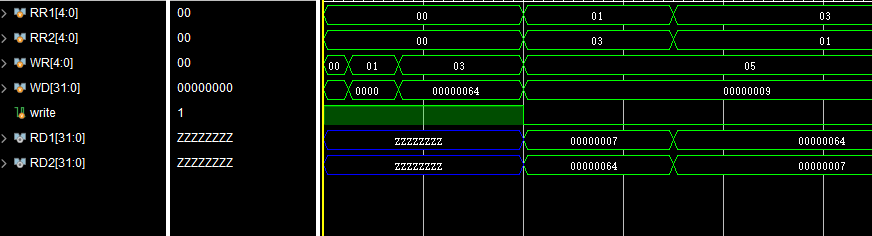 RR1[4:0] 00 00 01 03
RR2[4:0] 00 00 03 01
WR[4:0] 00 00 01 03 05
WD[31:0] 00000000 0000 00000064 00000009
write 1
RD1[31:0] ZZZZZZZZ ZZZZZZZZ 00000007 00000064
RD2[31:0] ZZZZZZZZ ZZZZZZZZ 00000064 00000007